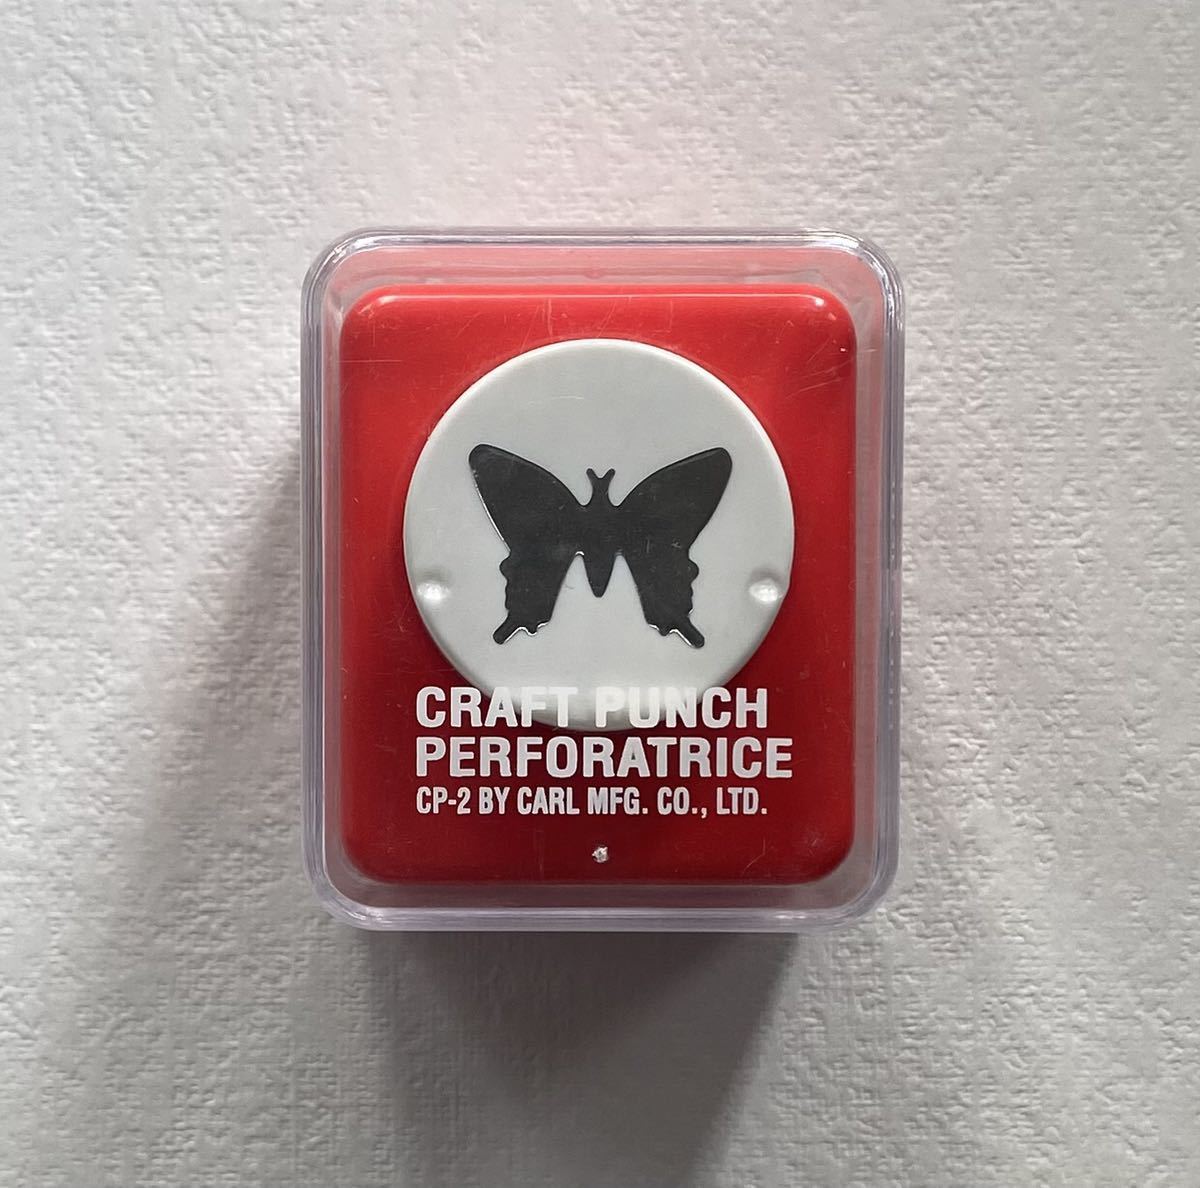 CRAFT PUNCH
PERFORATRICE
CP-2 BY CARL MFG. CO., LTD.